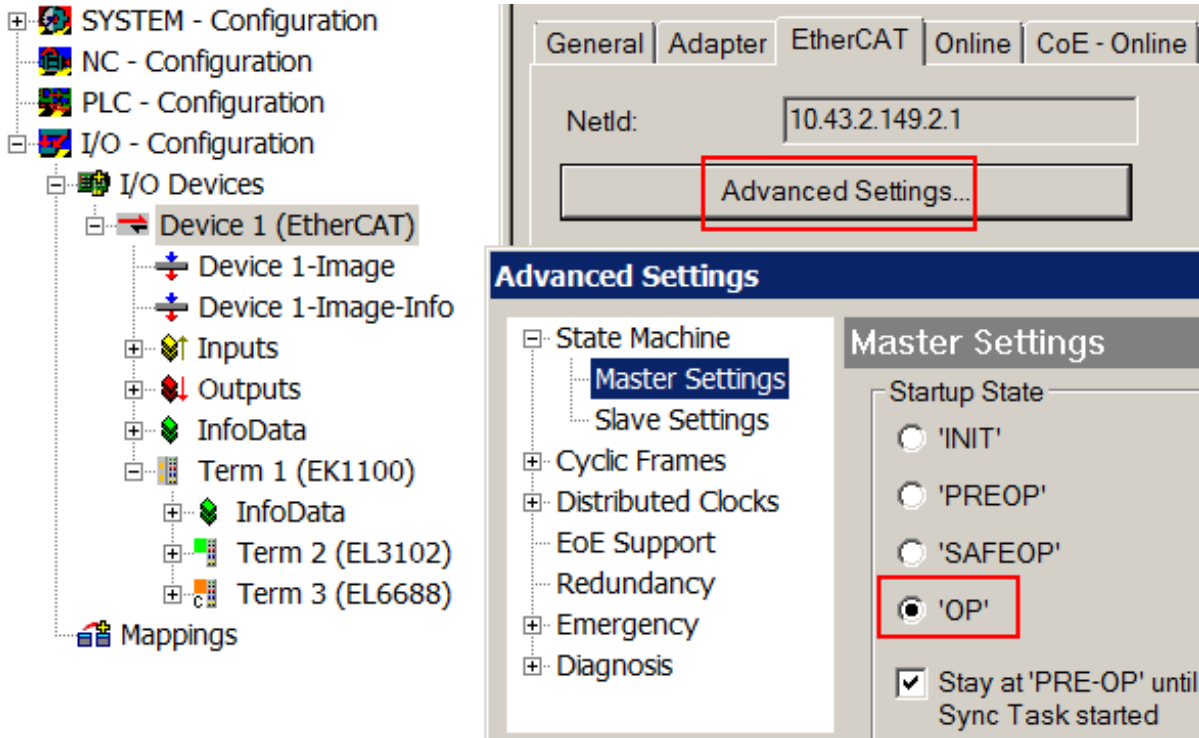 SYSTEM - Configuration
NC - Configuration
PLC - Configuration
I/O - Configuration
I/O Devices
Device 1 (EtherCAT)
Device 1-Image
Device 1-Image-Info
Inputs
Outputs
InfoData
Term 1 (EK1100)
InfoData
Term 2 (EL3102)
Term 3 (EL6688)
Mappings
General Adapter EtherCAT Online CoE - Online
NetId: 10.43.2.149.2.1
Advanced Settings...
Advanced Settings
State Machine
Master Settings
Slave Settings
Cyclic Frames
Distributed Clocks
EoE Support
Redundancy
Emergency
Diagnosis
Master Settings
Startup State
'INIT'
'PREOP'
'SAFEOP'
'OP'
Stay at 'PRE-OP' until
Sync Task started